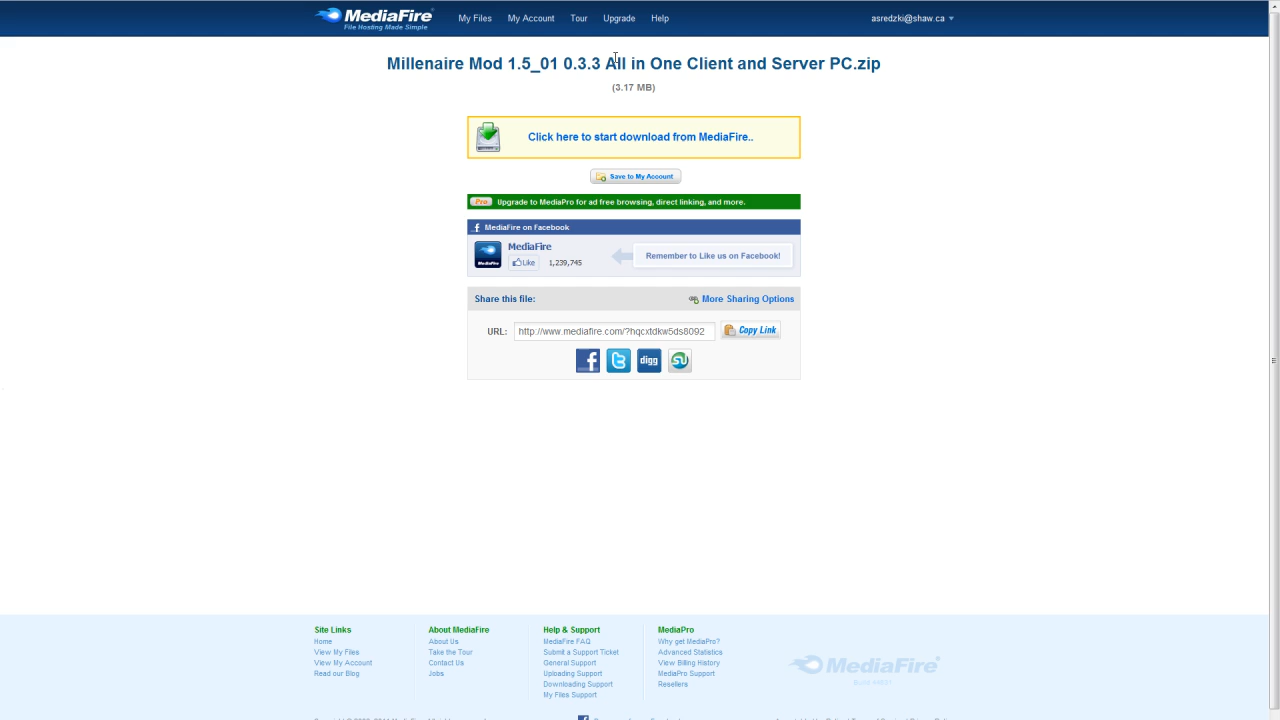 MediaFire
File Hosting Made Simple
My Files My Account Tour Upgrade Help
asredzki@shaw.ca
Millenaire Mod 1.5_01 0.3.3 All in One Client and Server PC.zip
(3.17 MB)
Click here to start download from MediaFire..
Save to My Account
Pro Upgrade to MediaPro for ad free browsing, direct linking, and more.
MediaFire on Facebook
MediaFire
Like 1,239,745
Remember to Like us on Facebook!
MediaFire
Share this file: More Sharing Options
URL: http://www.mediafire.com/?hqcxtdkw5ds8092 Copy Link
digg
Site Links
Home
View My Files
View My Account
Read our Blog
About MediaFire
About Us
Take the Tour
Contact Us
Jobs
Help & Support
MediaFire FAQ
Submit a Support Ticket
General Support
Uploading Support
Downloading Support
My Files Support
MediaPro
Why get MediaPro?
Advanced Statistics
View Billing History
MediaPro Support
Resellers
MediaFire